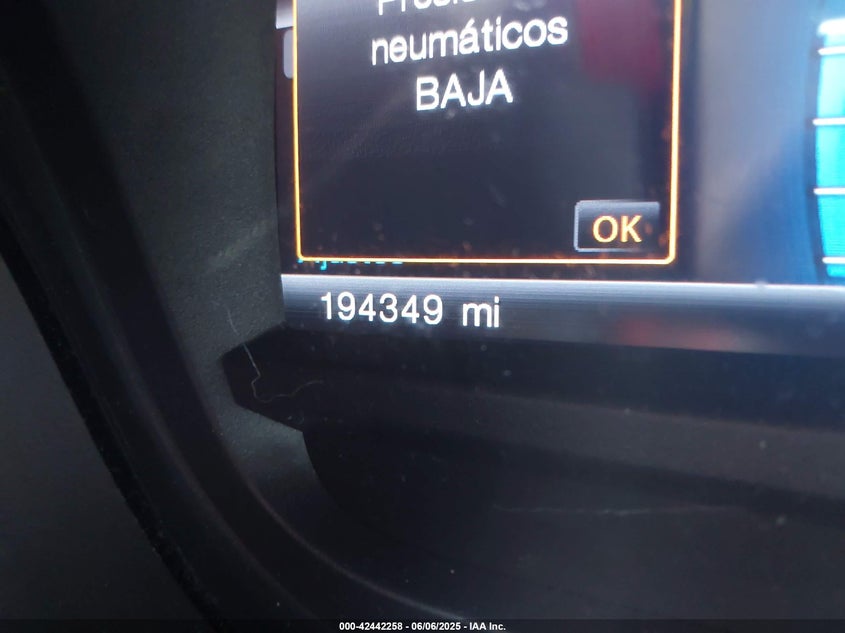 neumáticos
BAJA
OK
194349 mi
000-42442258 - 06/06/2025 - IAA Inc.